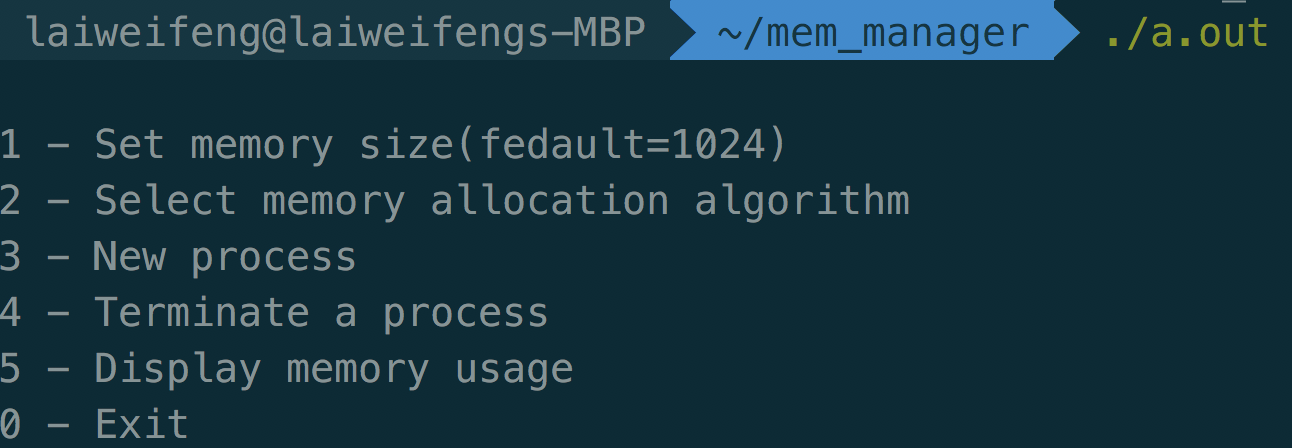 laiweifeng@laiweifengs-MBP ~/mem_manager ./a.out
1 - Set memory size(fedault=1024)
2 - Select memory allocation algorithm
3 - New process
4 - Terminate a process
5 - Display memory usage
0 - Exit